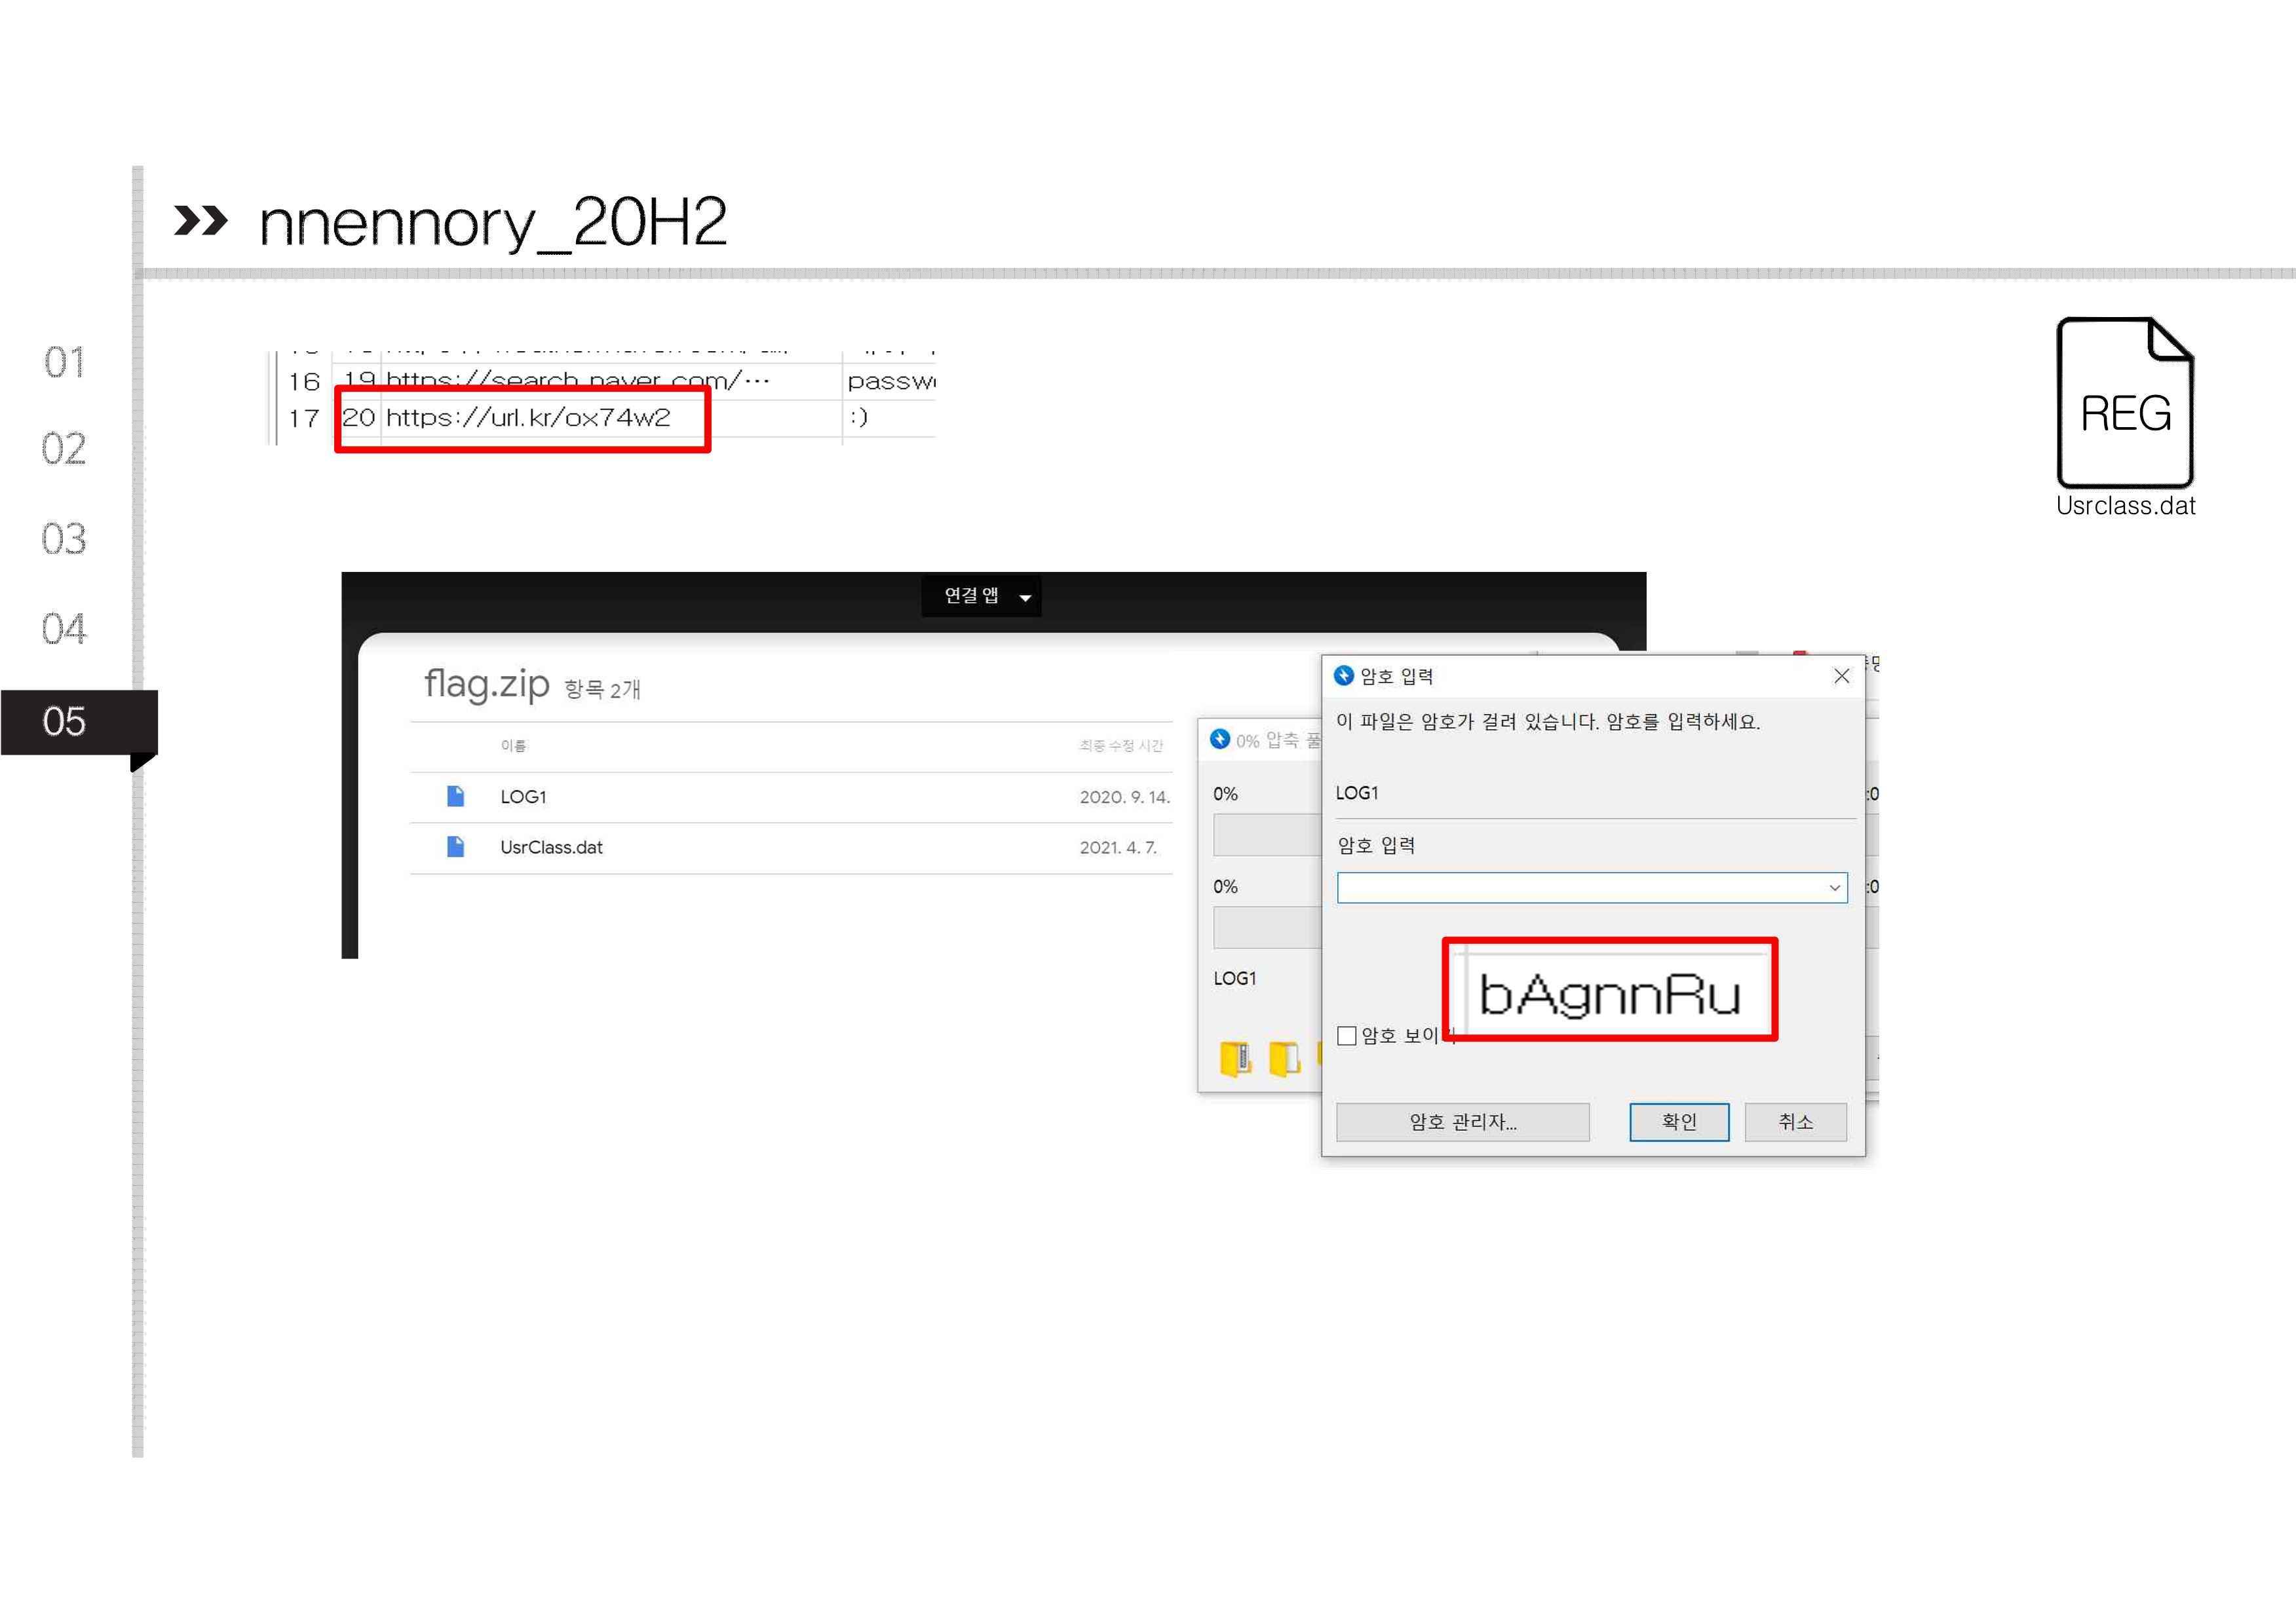 nnennory_20H2
01
02
03
04
05
16 19 https://search.naver.com/…
17 20 https://url.kr/ox74w2 :)
REG
Usrclass.dat
연결 앱
flag.zip 항목 2개
이름 최종 수정 시간
LOG1 2020. 9. 14.
UsrClass.dat 2021. 4. 7.
0% 압축
0%
0%
LOG1
암호 입력
이 파일은 암호가 걸려 있습니다. 암호를 입력하세요.
LOG1
암호 입력
bAgnnRu
암호 보이
암호 관리자...
확인
취소